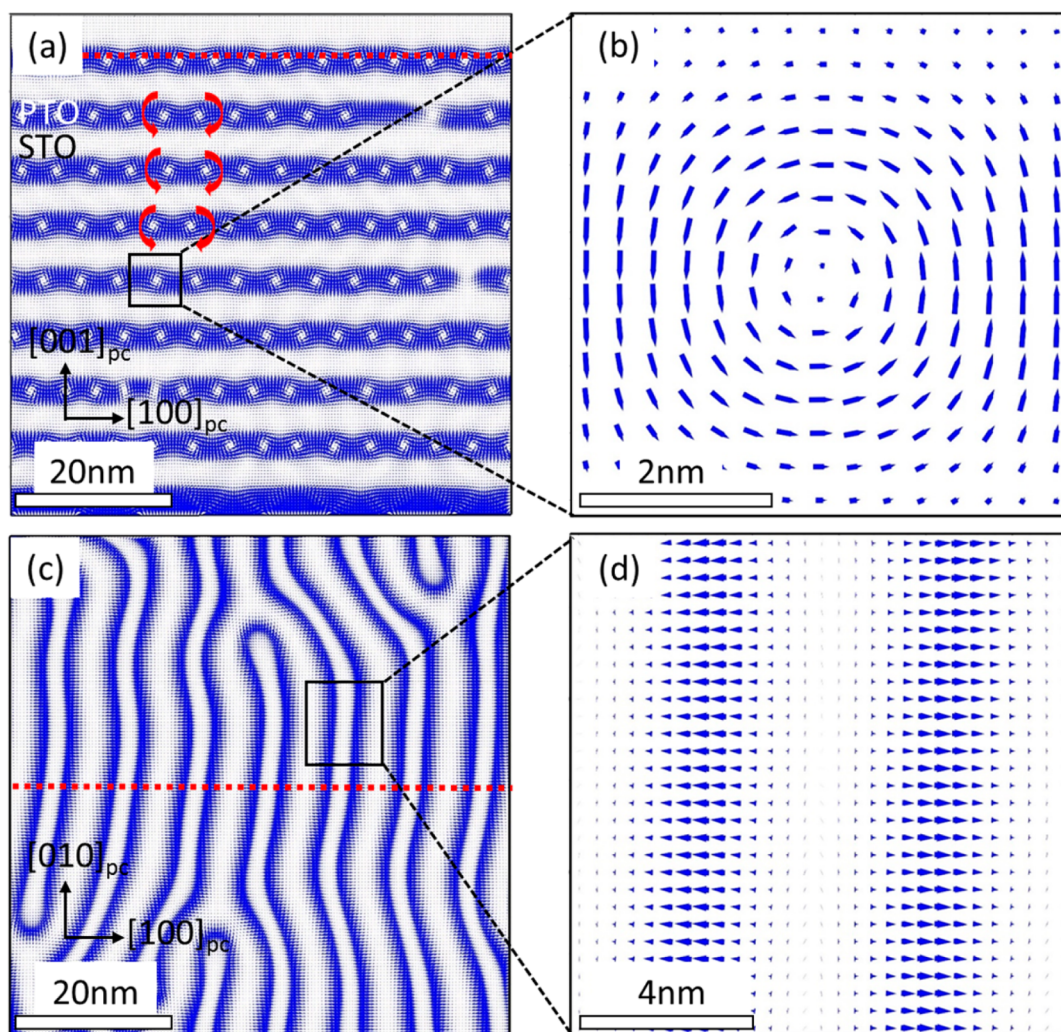 (a)
PTO
STO
[001]pc
[100]pc
20nm
(b)
2nm
(c)
[010]pc
[100]pc
20nm
(d)
4nm